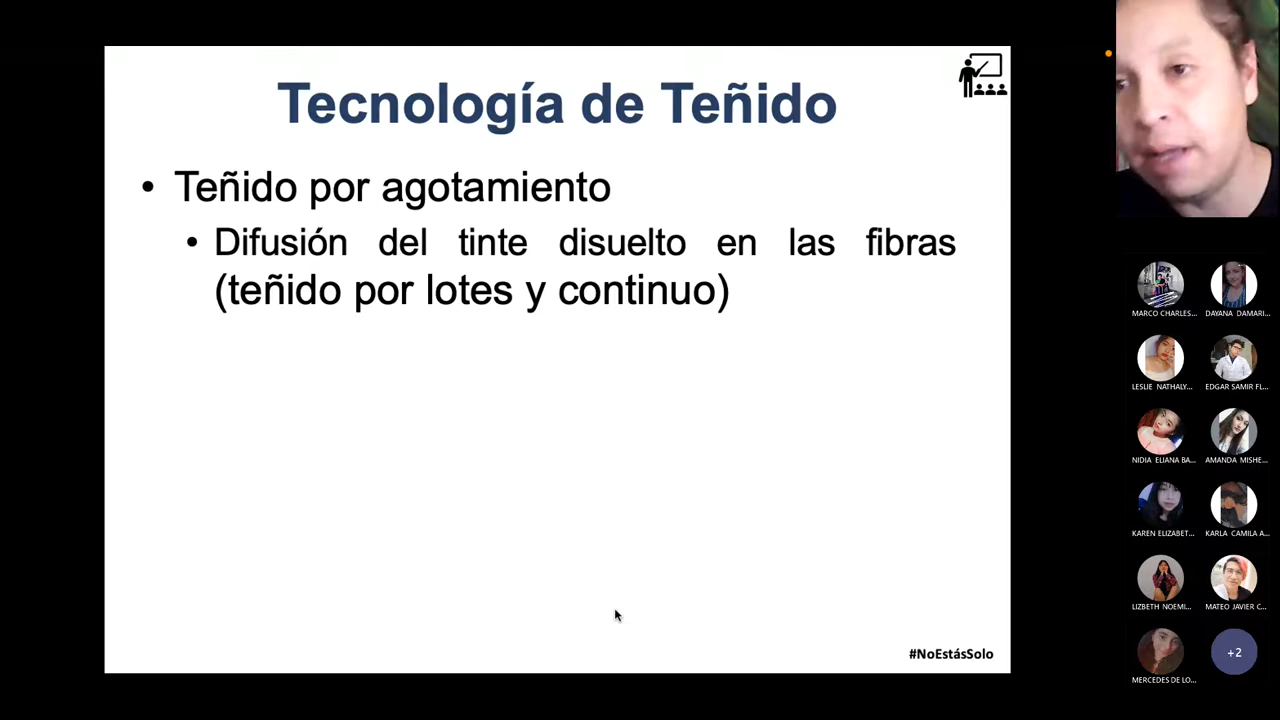 Tecnología de Teñido
• Teñido por agotamiento
• Difusión del tinte disuelto en las fibras
(teñido por lotes y continuo)
#NoEstásSolo
MARCO CHARLES...
DAYANA DAMARI...
LESLIE NATHALY...
EDGAR SAMIR FL...
NIDIA ELIANA BA...
AMANDA MISHE...
KAREN ELIZABET...
KARLA CAMILA A...
LIZBETH NOEMI...
MATEO JAVIER C...
MERCEDES DE LO...
+2